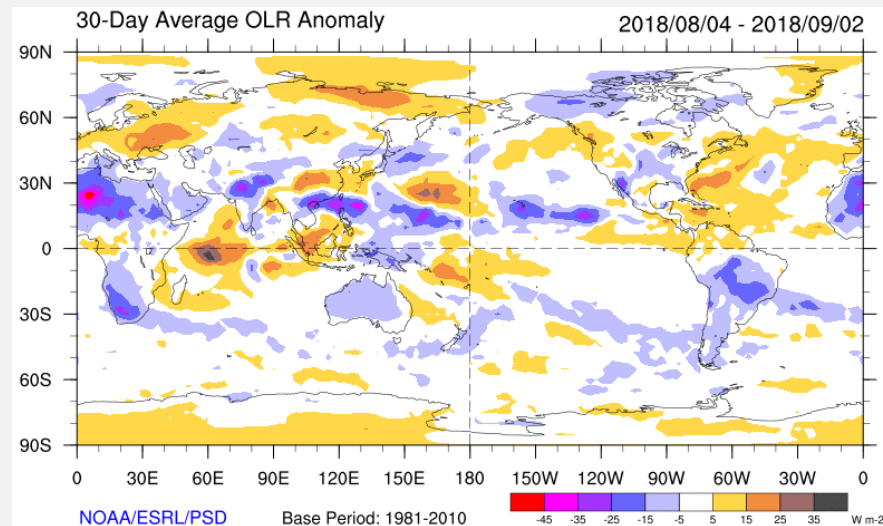 30-Day Average OLR Anomaly 2018/08/04 - 2018/09/02
90N
60N
30N
0
30S
60S
90S
0 30E 60E 90E 120E 150E 180 150W 120W 90W 60W 30W 0
NOAA/ESRL/PSD Base Period: 1981-2010
-45 -35 -25 -15 -5 5 15 25 35 W m-2